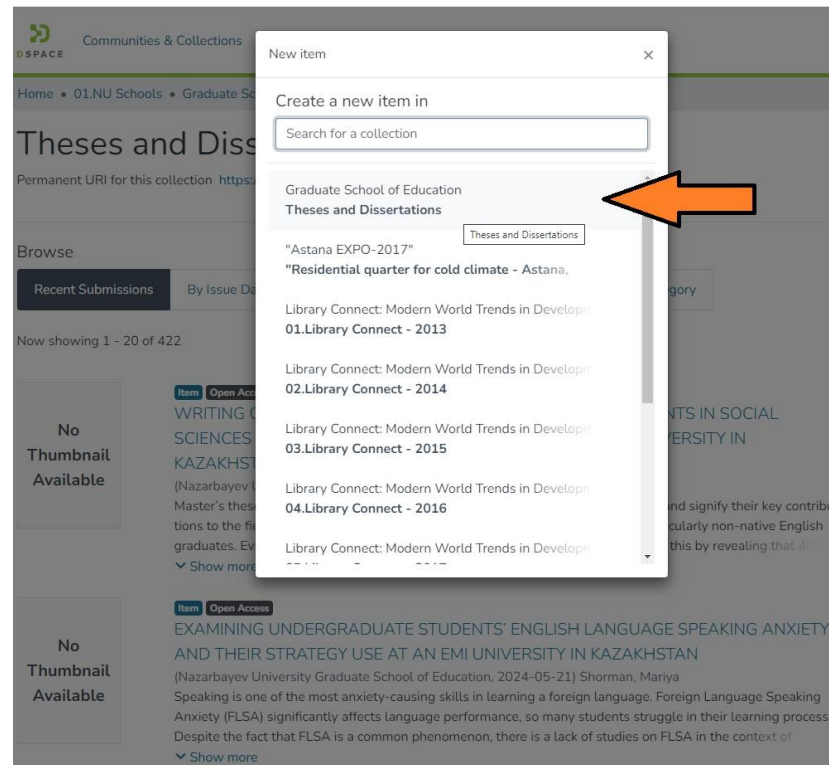 DSPACE
Communities & Collections
Home • 01.NU Schools • Graduate Sc
Theses and Diss
Permanent URI for this collection https:/
Browse
Recent Submissions
By Issue Da
egory
Now showing 1 - 20 of 422
New item ×
Create a new item in
Search for a collection
Graduate School of Education
Theses and Dissertations
Theses and Dissertations
"Astana EXPO-2017"
"Residential quarter for cold climate - Astana,
Library Connect: Modern World Trends in Developm
01.Library Connect - 2013
Library Connect: Modern World Trends in Developm
02.Library Connect - 2014
Library Connect: Modern World Trends in Developm
03.Library Connect - 2015
Library Connect: Modern World Trends in Developm
04.Library Connect - 2016
Library Connect: Modern World Trends in Developm
No
Thumbnail
Available
Item Open Acc
WRITING NTS IN SOCIAL
SCIENCES ERSITY IN
KAZAKHST
(Nazarbayev
Master's thes nd signify their key contribu
tions to the fie cularly non-native English
graduates. Ev this by revealing that 40
Show more
No
Thumbnail
Available
Item Open Access
EXAMINING UNDERGRADUATE STUDENTS' ENGLISH LANGUAGE SPEAKING ANXIETY
AND THEIR STRATEGY USE AT AN EMI UNIVERSITY IN KAZAKHSTAN
(Nazarbayev University Graduate School of Education, 2024-05-21) Shorman, Mariya
Speaking is one of the most anxiety-causing skills in learning a foreign language. Foreign Language Speaking
Anxiety (FLSA) significantly affects language performance, so many students struggle in their learning process.
Despite the fact that FLSA is a common phenomenon, there is a lack of studies on FLSA in the context of
Show more